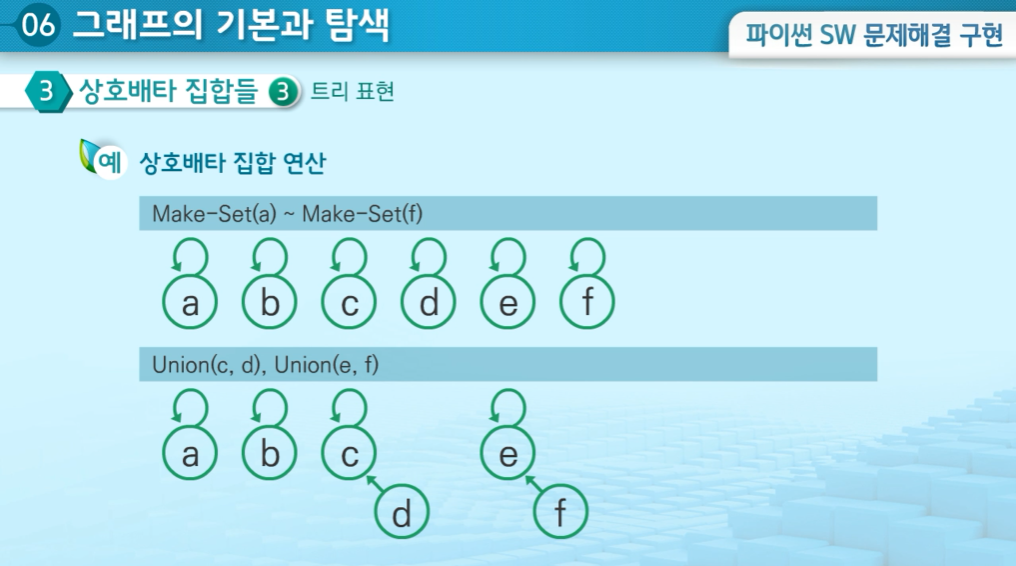 06 그래프의 기본과 탐색
파이썬 SW 문제해결 구현
3 상호배타 집합들 3 트리 표현
예 상호배타 집합 연산
Make-Set(a) ~ Make-Set(f)
a b c d e f
Union(c, d), Union(e, f)
a b c e
d f